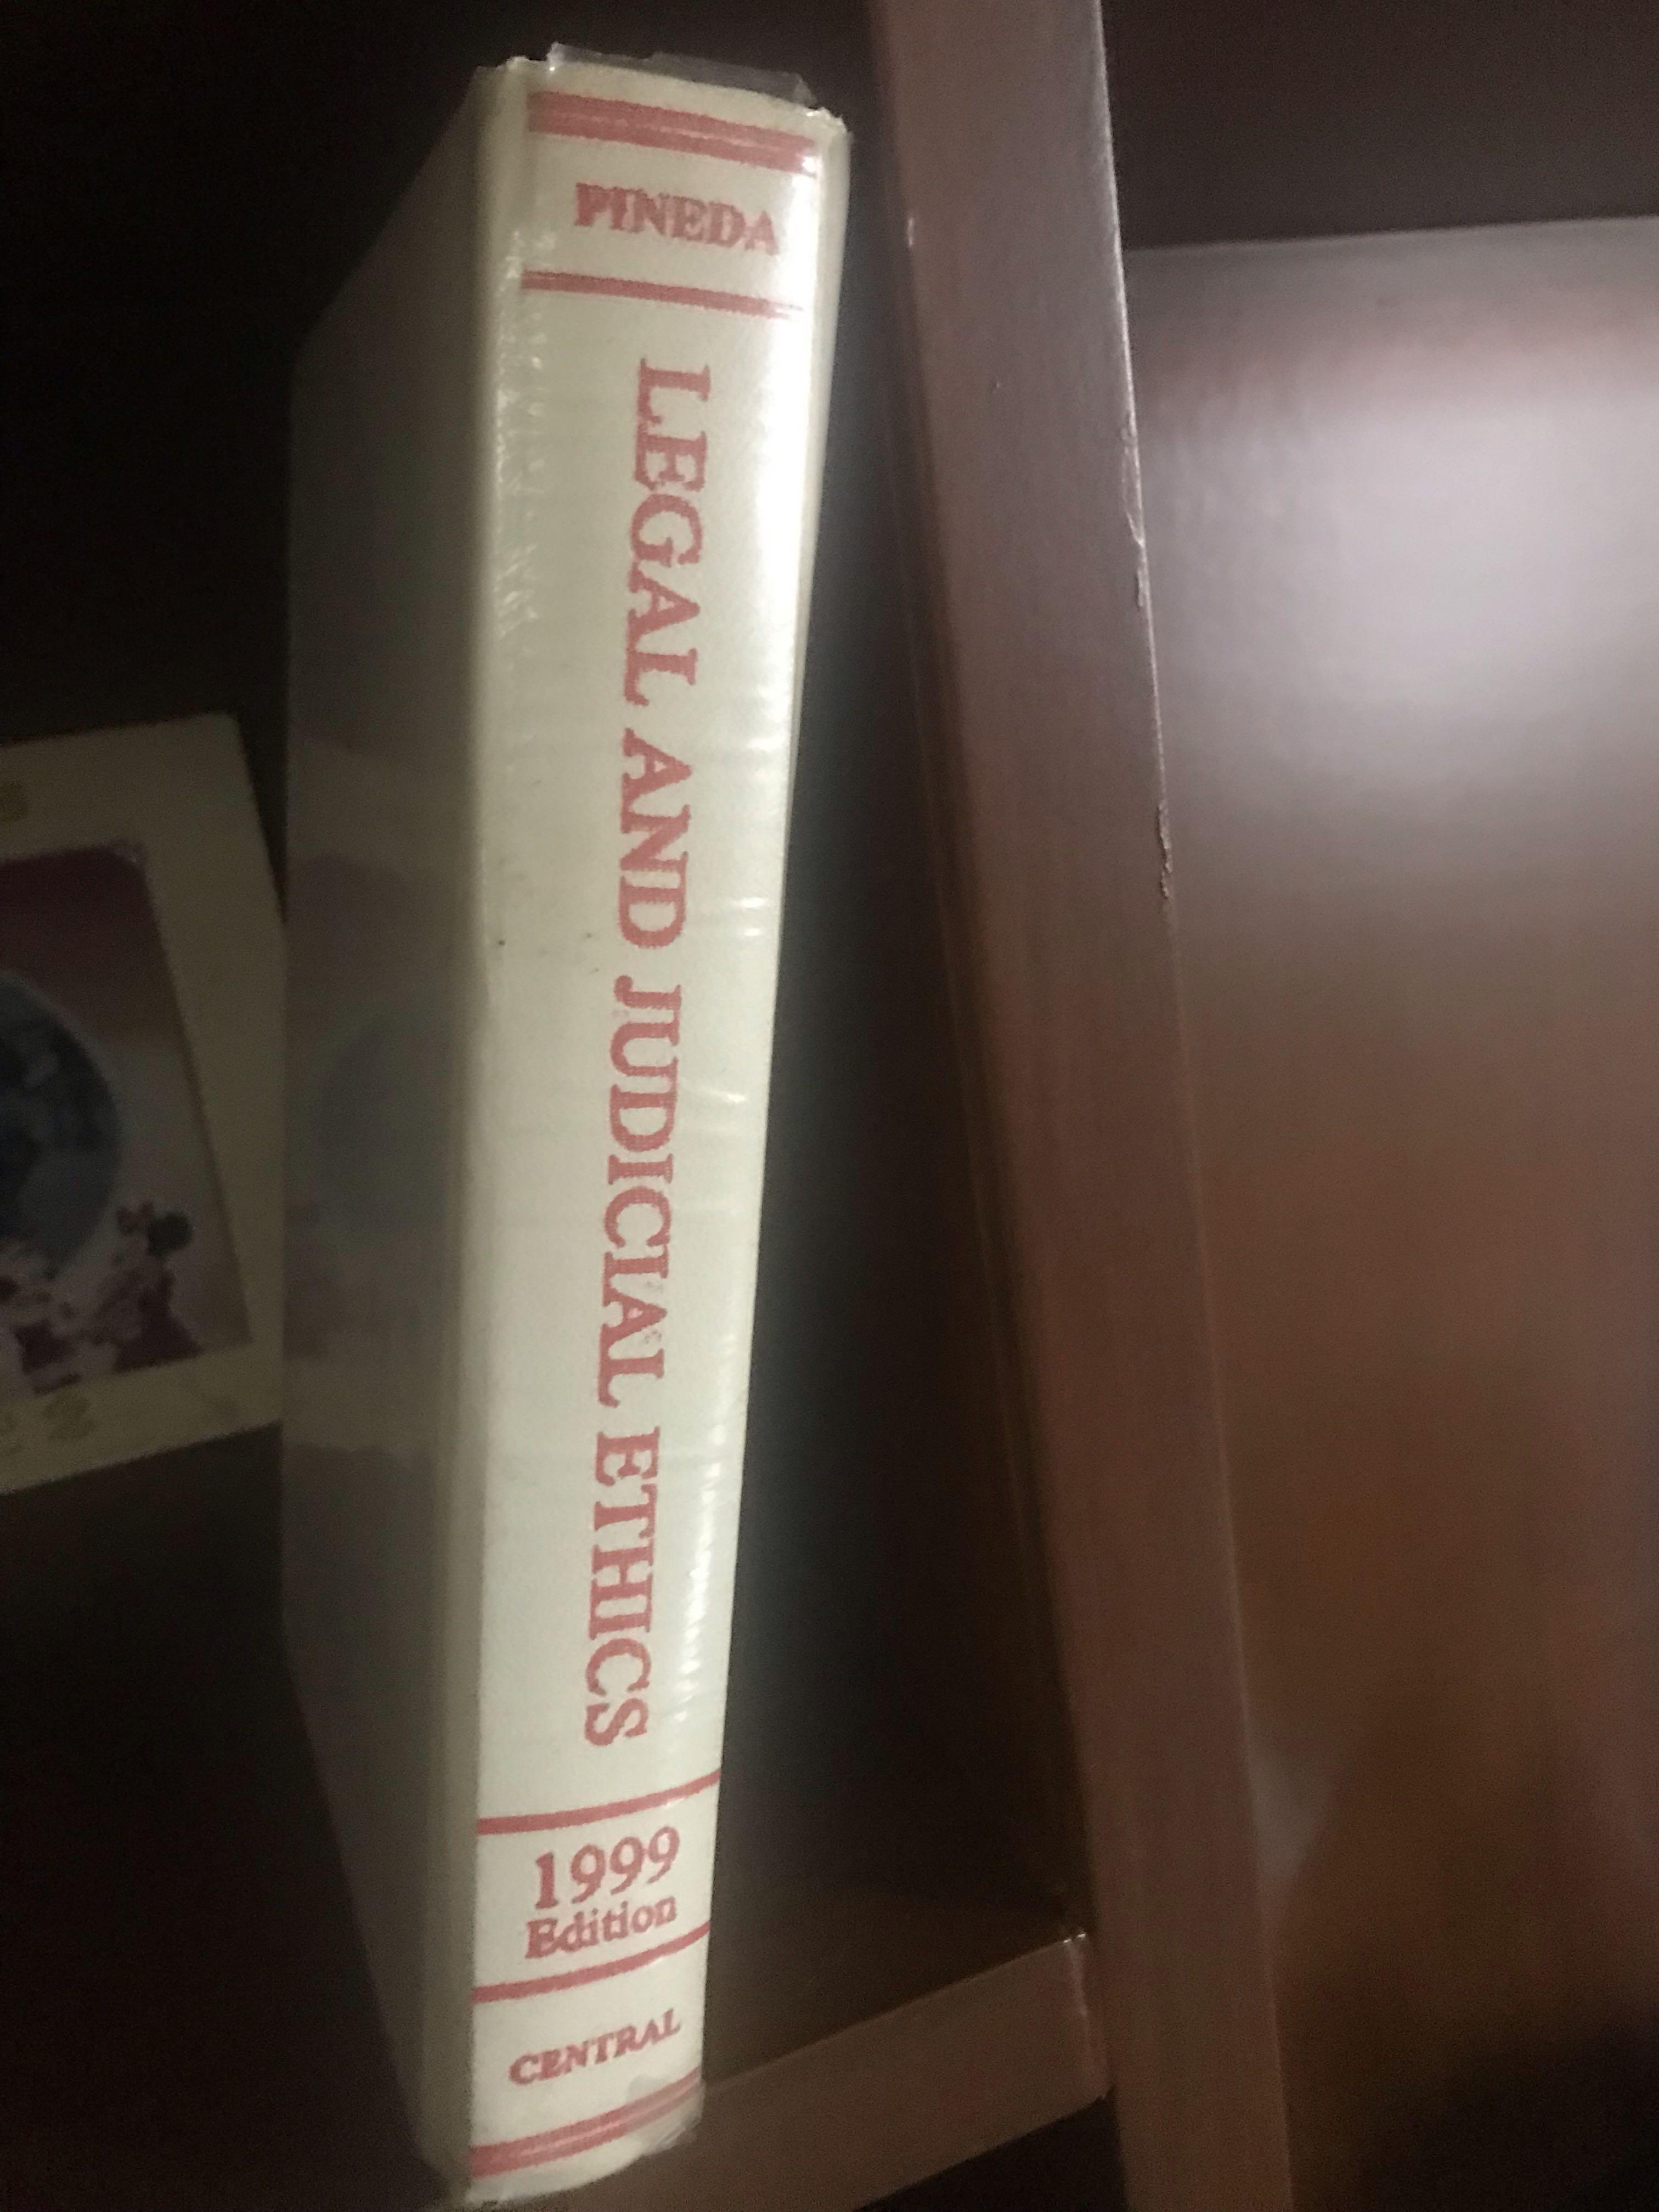 PINEDA
LEGAL AND JUDICIAL ETHICS
1999
Edition
CENTRAL